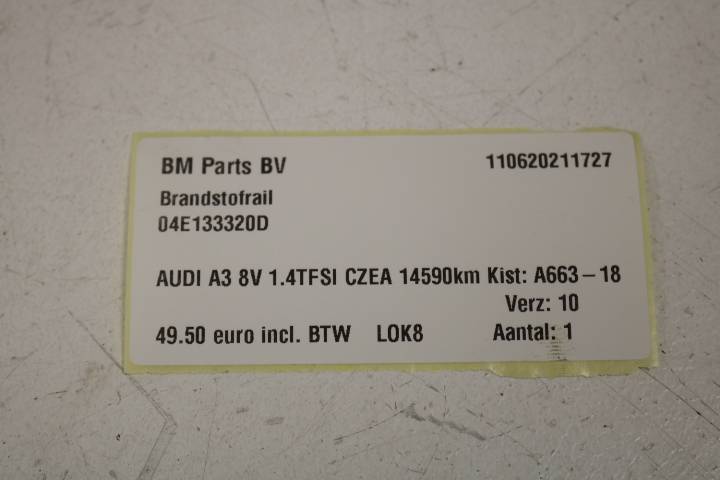 BM Parts BV 110620211727
Brandstofrail
04E133320D
AUDI A3 8V 1.4TFSI CZEA 14590km Kist: A663-18
Verz: 10
49.50 euro incl. BTW LOK8 Aantal: 1